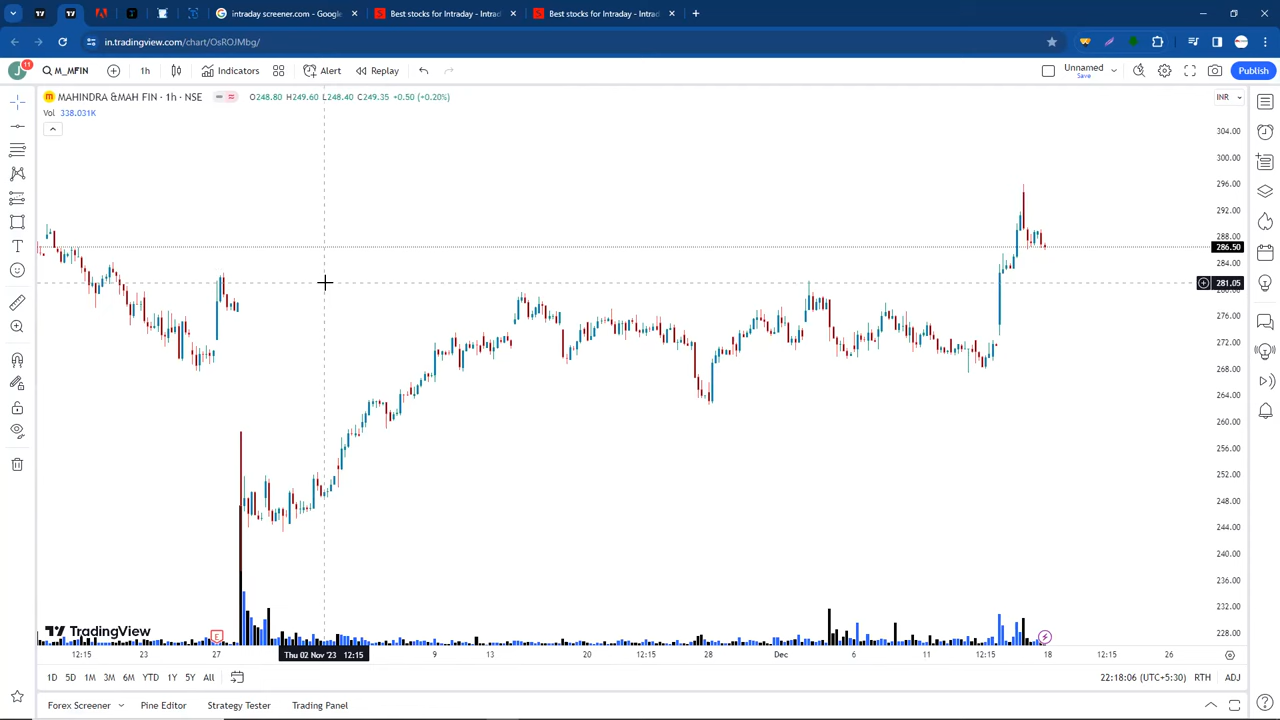 intraday screener.com - Google
Best stocks for Intraday - Intrad
Best stocks for Intraday - Intrad
in.tradingview.com/chart/OsROJMbg/
J 11
M_MFIN
1h
Indicators
Alert
Replay
Unnamed
Save
Publish
m MAHINDRA &MAH FIN · 1h · NSE O248.80 H249.60 L248.40 C249.35 +0.50 (+0.20%)
INR
Vol 338.031K
304.00
300.00
296.00
292.00
288.00
286.50
284.00
281.05
280.00
276.00
272.00
268.00
264.00
260.00
256.00
252.00
248.00
244.00
240.00
236.00
232.00
228.00
TradingView
E
12:15 23 27 Thu 02 Nov '23 12:15 9 13 20 12:15 28 Dec 6 11 12:15 18 12:15 26
1D 5D 1M 3M 6M YTD 1Y 5Y All
22:18:06 (UTC+5:30) RTH ADJ
Forex Screener Pine Editor Strategy Tester Trading Panel